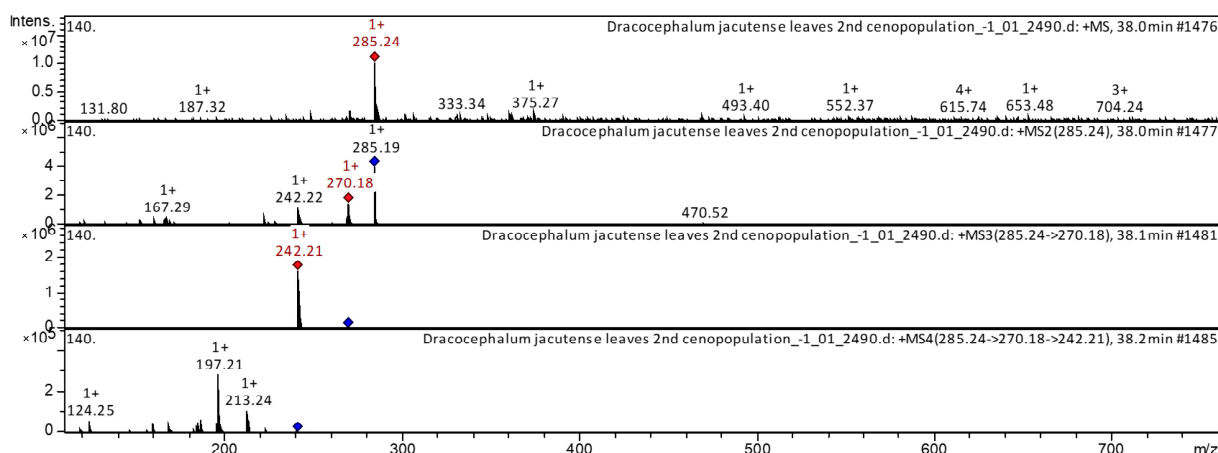 Intens. 140. Dracocephalum jacutense leaves 2nd cenopopulation_-1_01_2490.d: +MS, 38.0min #1476
×10⁷ 1+
285.24
1.0
0.5 131.80 1+ 187.32 333.34 1+ 375.27 1+ 493.40 1+ 552.37 4+ 615.74 1+ 653.48 3+ 704.24
0.0
×10⁶ 140. Dracocephalum jacutense leaves 2nd cenopopulation_-1_01_2490.d: +MS2(285.24), 38.0min #1477
1+
285.19
4 1+
270.18
2 1+ 167.29 1+ 242.22 470.52
0
×10⁶ 140. Dracocephalum jacutense leaves 2nd cenopopulation_-1_01_2490.d: +MS3(285.24->270.18), 38.1min #1481
1+
242.21
2
1
0
×10⁵ 140. Dracocephalum jacutense leaves 2nd cenopopulation_-1_01_2490.d: +MS4(285.24->270.18->242.21), 38.2min #1485
1+
197.21
2 1+ 124.25 1+ 213.24
0
200 300 400 500 600 700 m/z